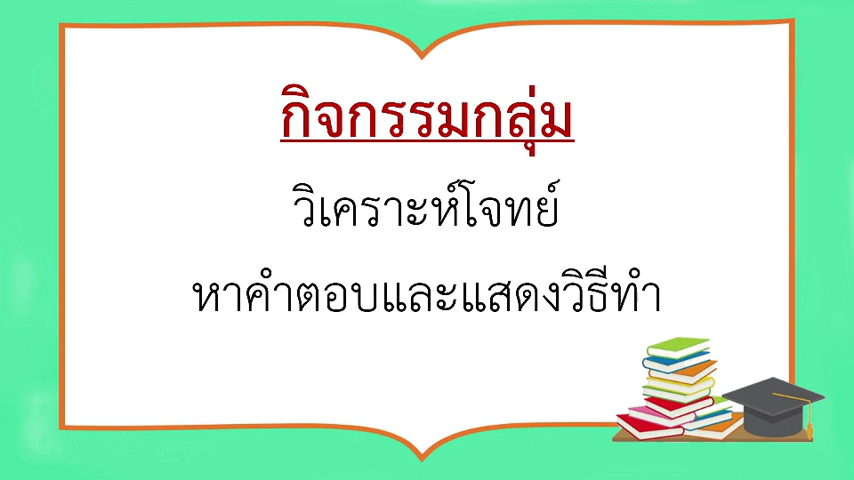 กิจกรรมกลุ่ม
วิเคราะห์โจทย์
หาคำตอบและแสดงวิธีทำ